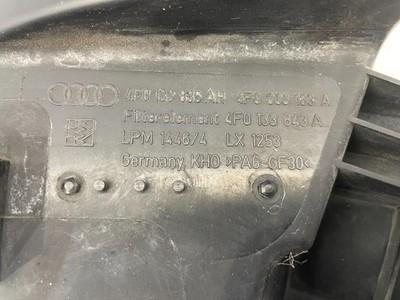 4F0 133 835 AH 4F0 000 183 A
Filterelement 4F0 133 843 A
LPM 1446/4 LX 1253
Germany KHD >PA6-GF30<